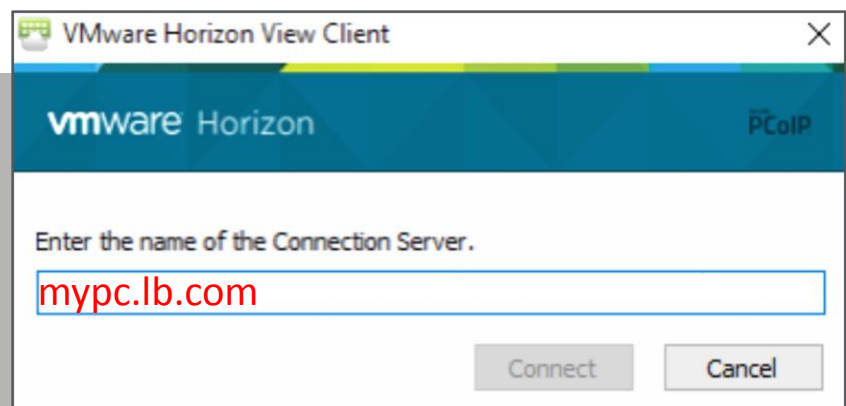 VMware Horizon View Client
vmware Horizon
PCoIP
Enter the name of the Connection Server.
mypc.lb.com
Connect
Cancel